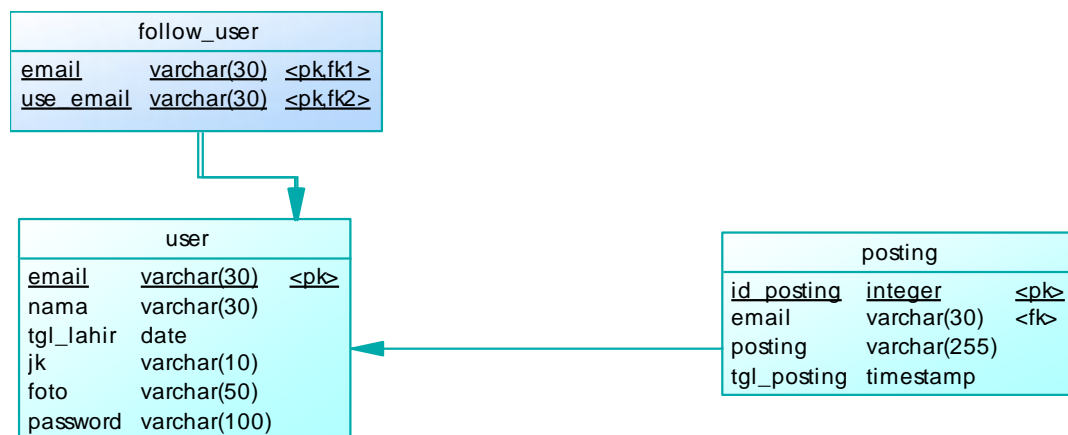 follow_user
email varchar(30) <pk,fk1>
use_email varchar(30) <pk,fk2>
user
email varchar(30) <pk>
nama varchar(30)
tgl_lahir date
jk varchar(10)
foto varchar(50)
password varchar(100)
posting
id_posting integer <pk>
email varchar(30) <fk>
posting varchar(255)
tgl_posting timestamp